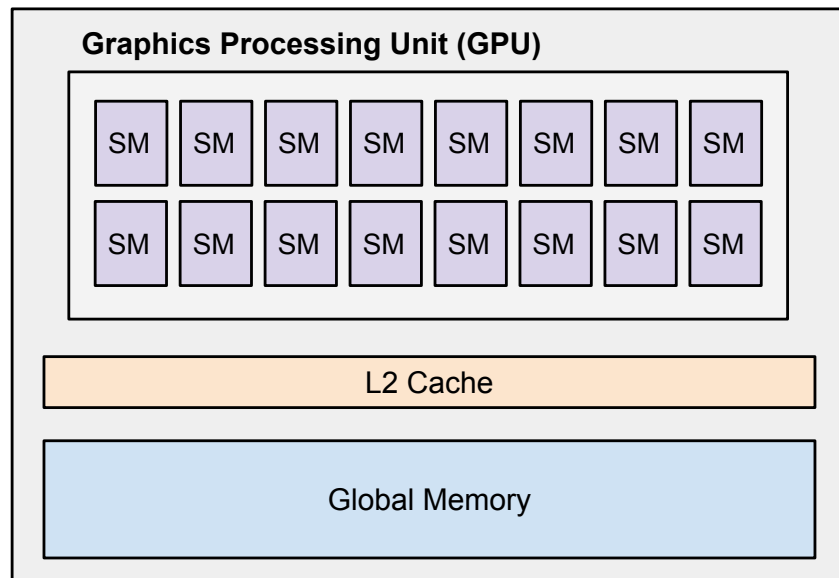 Graphics Processing Unit (GPU)
SM SM SM SM SM SM SM SM
SM SM SM SM SM SM SM SM
L2 Cache
Global Memory